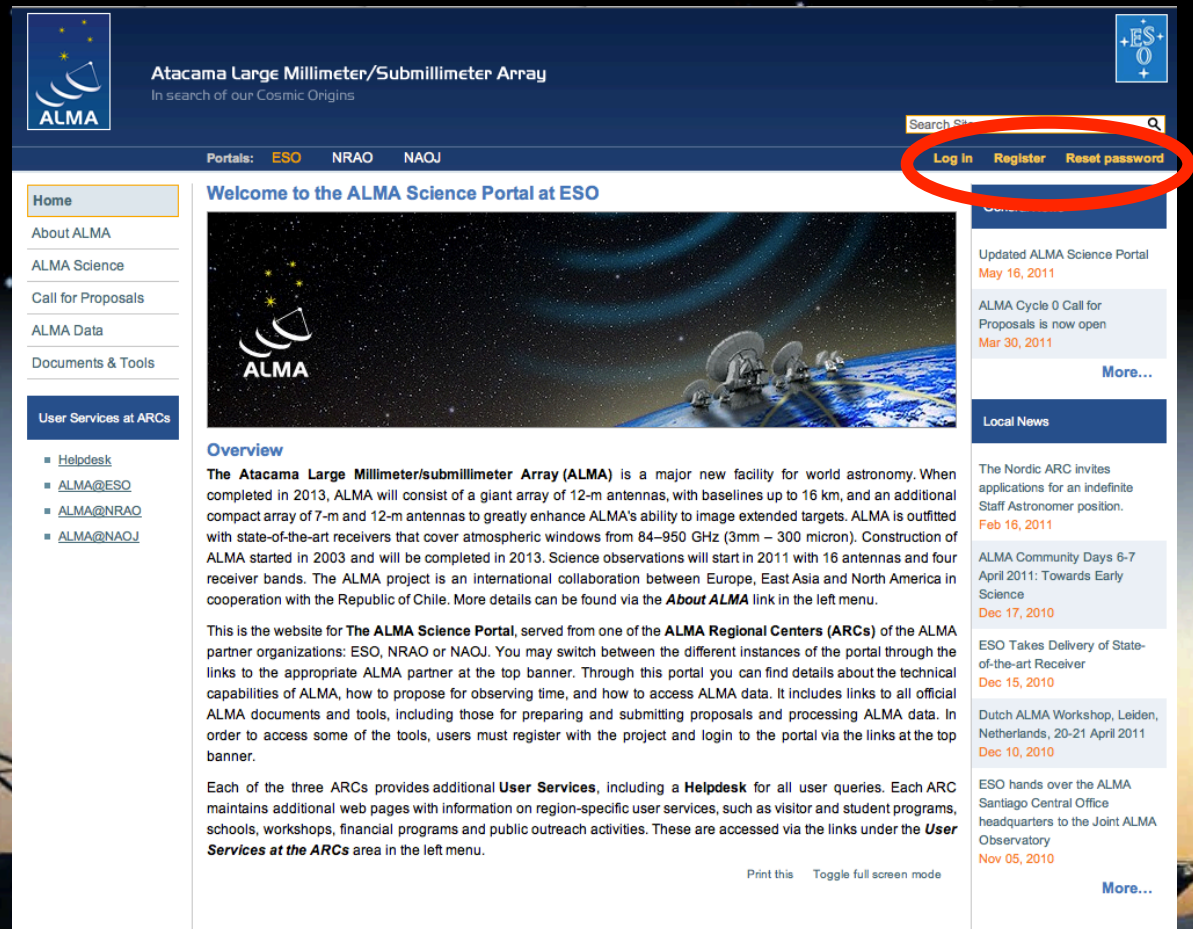 ALMA
Atacama Large Millimeter/Submillimeter Array
In search of our Cosmic Origins
ESO
Search
Portals: ESO NRAO NAOJ
Log In Register Reset password
Home
About ALMA
ALMA Science
Call for Proposals
ALMA Data
Documents & Tools
User Services at ARCs
Helpdesk
ALMA@ESO
ALMA@NRAO
ALMA@NAOJ
Welcome to the ALMA Science Portal at ESO
ALMA
Overview
The Atacama Large Millimeter/submillimeter Array (ALMA) is a major new facility for world astronomy. When
completed in 2013, ALMA will consist of a giant array of 12-m antennas, with baselines up to 16 km, and an additional
compact array of 7-m and 12-m antennas to greatly enhance ALMA's ability to image extended targets. ALMA is outfitted
with state-of-the-art receivers that cover atmospheric windows from 84–950 GHz (3mm – 300 micron). Construction of
ALMA started in 2003 and will be completed in 2013. Science observations will start in 2011 with 16 antennas and four
receiver bands. The ALMA project is an international collaboration between Europe, East Asia and North America in
cooperation with the Republic of Chile. More details can be found via the About ALMA link in the left menu.
This is the website for The ALMA Science Portal, served from one of the ALMA Regional Centers (ARCs) of the ALMA
partner organizations: ESO, NRAO or NAOJ. You may switch between the different instances of the portal through the
links to the appropriate ALMA partner at the top banner. Through this portal you can find details about the technical
capabilities of ALMA, how to propose for observing time, and how to access ALMA data. It includes links to all official
ALMA documents and tools, including those for preparing and submitting proposals and processing ALMA data. In
order to access some of the tools, users must register with the project and login to the portal via the links at the top
banner.
Each of the three ARCs provides additional User Services, including a Helpdesk for all user queries. Each ARC
maintains additional web pages with information on region-specific user services, such as visitor and student programs,
schools, workshops, financial programs and public outreach activities. These are accessed via the links under the User
Services at the ARCs area in the left menu.
Print this Toggle full screen mode
Updated ALMA Science Portal
May 16, 2011
ALMA Cycle 0 Call for
Proposals is now open
Mar 30, 2011
More...
Local News
The Nordic ARC invites
applications for an indefinite
Staff Astronomer position.
Feb 16, 2011
ALMA Community Days 6-7
April 2011: Towards Early
Science
Dec 17, 2010
ESO Takes Delivery of State-
of-the-art Receiver
Dec 15, 2010
Dutch ALMA Workshop, Leiden,
Netherlands, 20-21 April 2011
Dec 10, 2010
ESO hands over the ALMA
Santiago Central Office
headquarters to the Joint ALMA
Observatory
Nov 05, 2010
More...